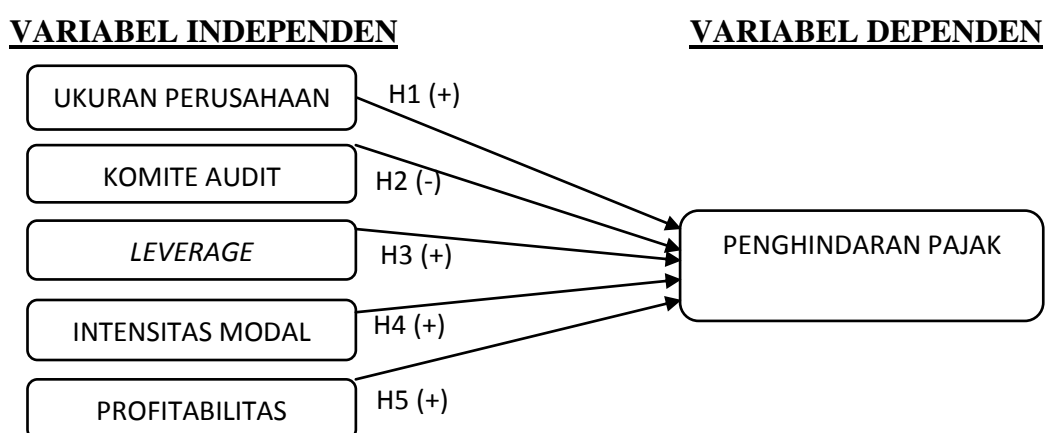 VARIABEL INDEPENDEN
VARIABEL DEPENDEN
UKURAN PERUSAHAAN
H1 (+)
KOMITE AUDIT
H2 (-)
LEVERAGE
H3 (+)
PENGHINDARAN PAJAK
INTENSITAS MODAL
H4 (+)
PROFITABILITAS
H5 (+)